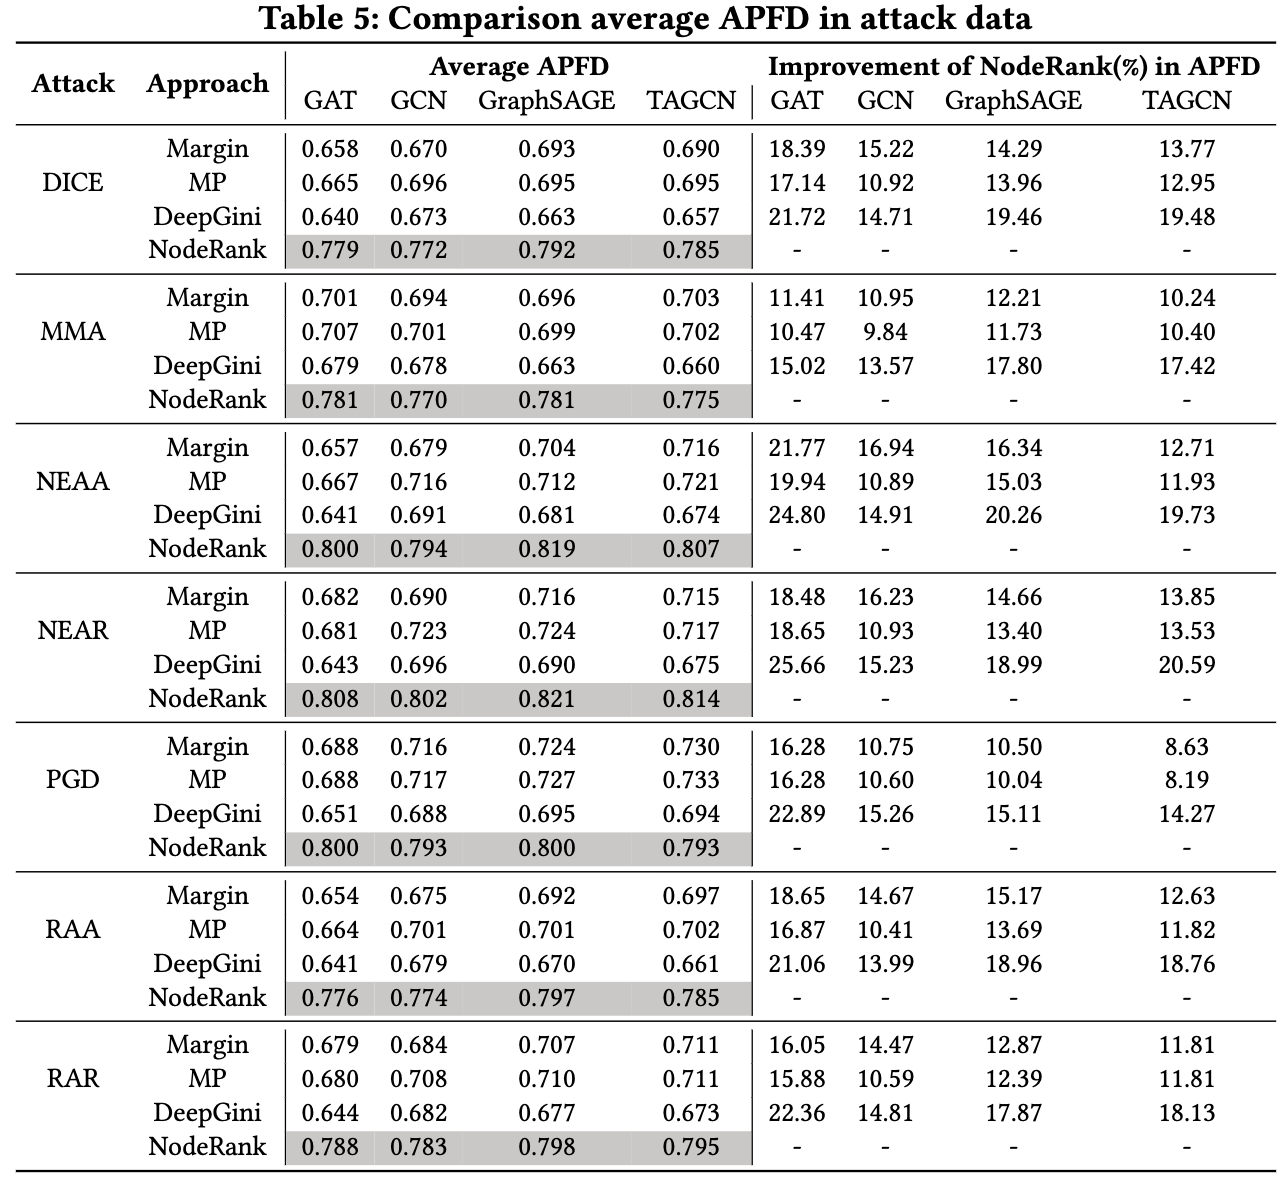 Table 5: Comparison average APFD in attack data
Attack Approach Average APFD Improvement of NodeRank(%) in APFD
GAT GCN GraphSAGE TAGCN GAT GCN GraphSAGE TAGCN
Margin 0.658 0.670 0.693 0.690 18.39 15.22 14.29 13.77
DICE MP 0.665 0.696 0.695 0.695 17.14 10.92 13.96 12.95
DeepGini 0.640 0.673 0.663 0.657 21.72 14.71 19.46 19.48
NodeRank 0.779 0.772 0.792 0.785 - - - -
Margin 0.701 0.694 0.696 0.703 11.41 10.95 12.21 10.24
MMA MP 0.707 0.701 0.699 0.702 10.47 9.84 11.73 10.40
DeepGini 0.679 0.678 0.663 0.660 15.02 13.57 17.80 17.42
NodeRank 0.781 0.770 0.781 0.775 - - - -
Margin 0.657 0.679 0.704 0.716 21.77 16.94 16.34 12.71
NEAA MP 0.667 0.716 0.712 0.721 19.94 10.89 15.03 11.93
DeepGini 0.641 0.691 0.681 0.674 24.80 14.91 20.26 19.73
NodeRank 0.800 0.794 0.819 0.807 - - - -
Margin 0.682 0.690 0.716 0.715 18.48 16.23 14.66 13.85
NEAR MP 0.681 0.723 0.724 0.717 18.65 10.93 13.40 13.53
DeepGini 0.643 0.696 0.690 0.675 25.66 15.23 18.99 20.59
NodeRank 0.808 0.802 0.821 0.814 - - - -
Margin 0.688 0.716 0.724 0.730 16.28 10.75 10.50 8.63
PGD MP 0.688 0.717 0.727 0.733 16.28 10.60 10.04 8.19
DeepGini 0.651 0.688 0.695 0.694 22.89 15.26 15.11 14.27
NodeRank 0.800 0.793 0.800 0.793 - - - -
Margin 0.654 0.675 0.692 0.697 18.65 14.67 15.17 12.63
RAA MP 0.664 0.701 0.701 0.702 16.87 10.41 13.69 11.82
DeepGini 0.641 0.679 0.670 0.661 21.06 13.99 18.96 18.76
NodeRank 0.776 0.774 0.797 0.785 - - - -
Margin 0.679 0.684 0.707 0.711 16.05 14.47 12.87 11.81
RAR MP 0.680 0.708 0.710 0.711 15.88 10.59 12.39 11.81
DeepGini 0.644 0.682 0.677 0.673 22.36 14.81 17.87 18.13
NodeRank 0.788 0.783 0.798 0.795 - - - -